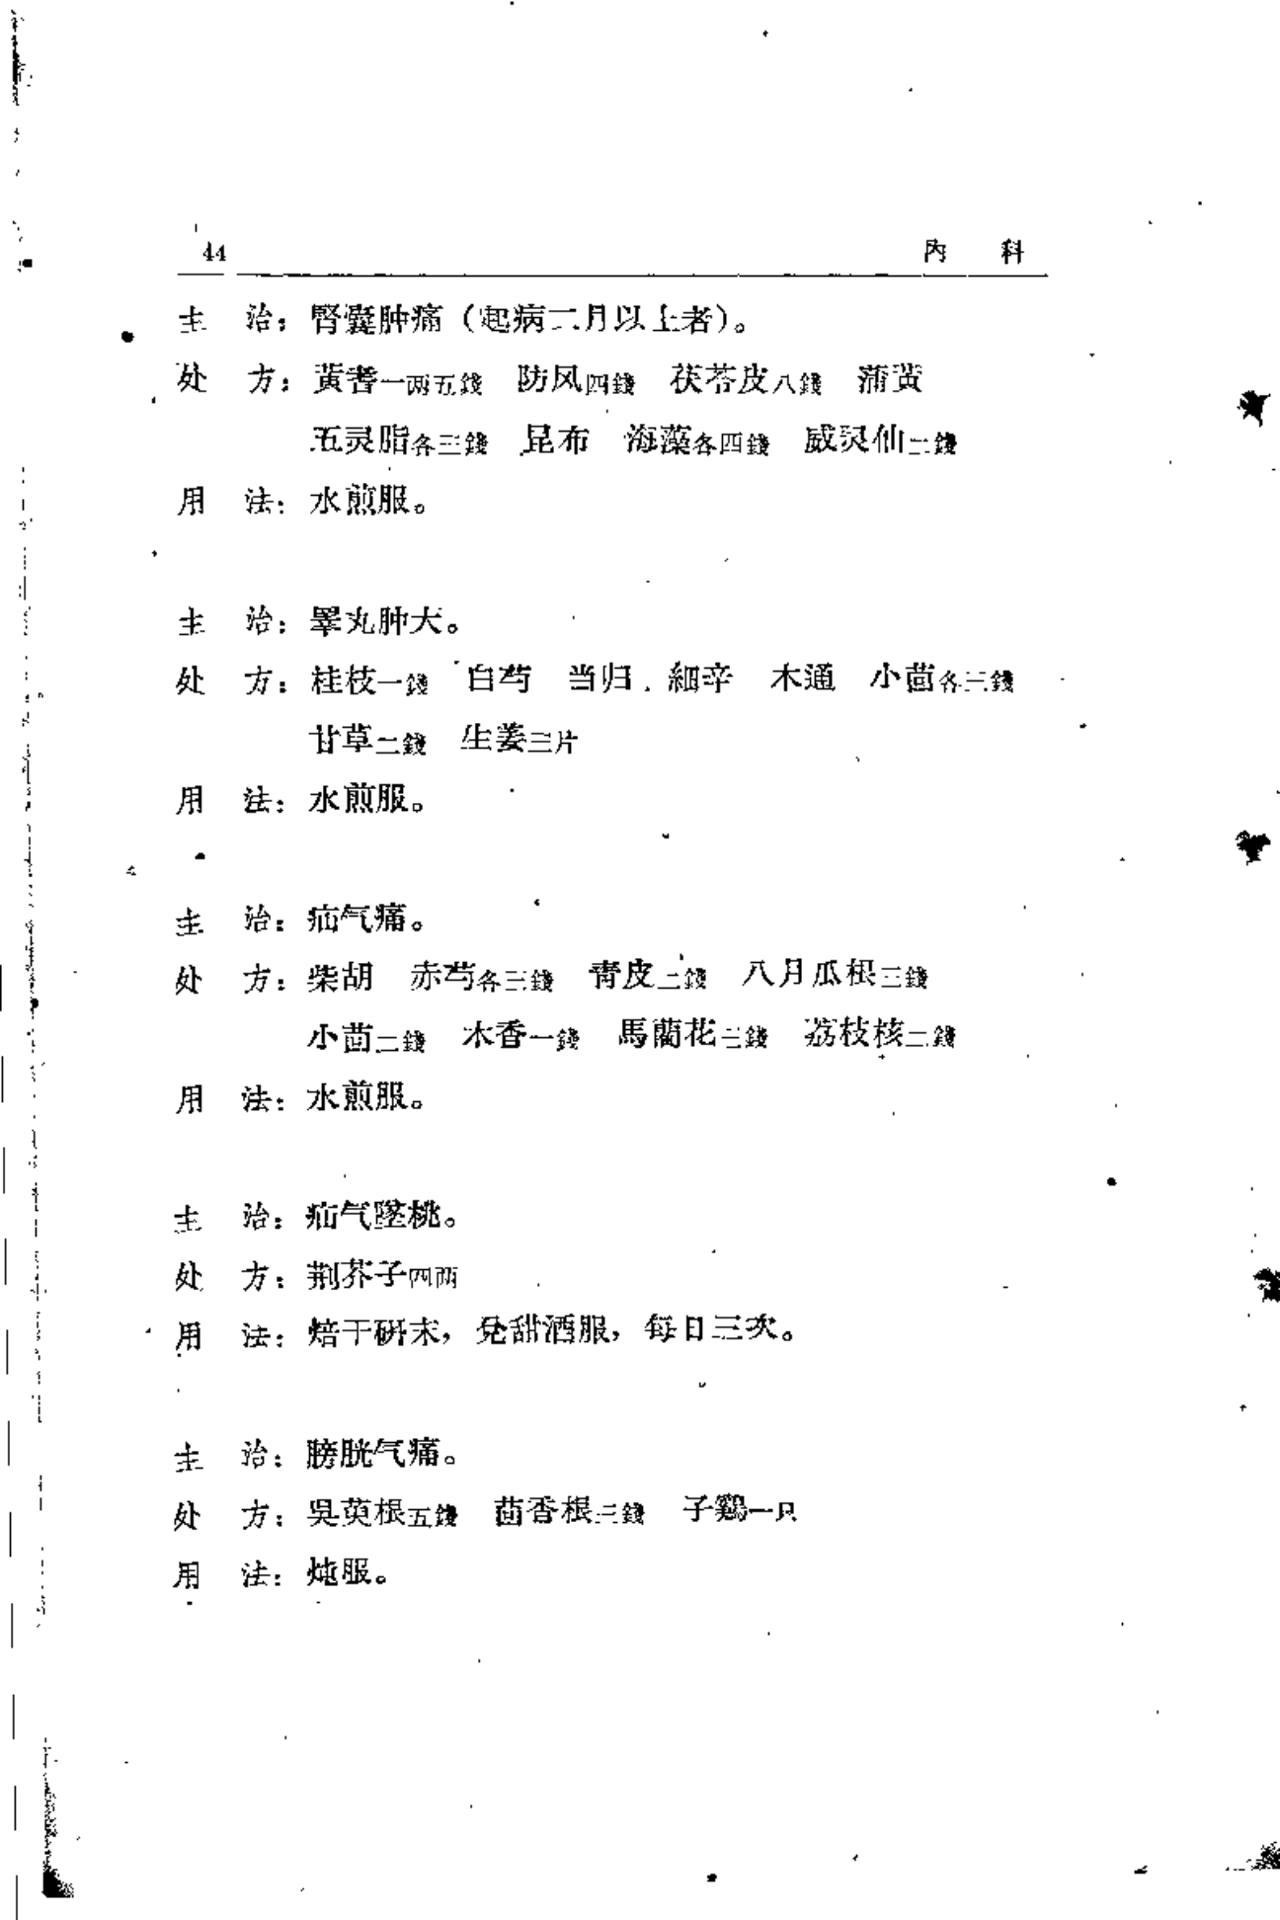 44 內 科
主 治：腎囊肿痛（起病二月以上者）。
处 方：黃耆一两五錢 防风四錢 茯苓皮八錢 蒲黃
五灵脂各三錢 昆布 海藻各四錢 威灵仙二錢
用 法：水煎服。
主 治：睪丸肿大。
处 方：桂枝一錢 白芍 当归 細辛 木通 小茴各三錢
甘草二錢 生姜三片
用 法：水煎服。
主 治：疝气痛。
处 方：柴胡 赤芍各三錢 青皮二錢 八月瓜根三錢
小茴二錢 木香一錢 馬藺花三錢 荔枝核三錢
用 法：水煎服。
主 治：疝气墜桃。
处 方：荆芥子四两
用 法：焙干研末，兌甜酒服，每日三次。
主 治：膀胱气痛。
处 方：吳萸根五錢 茴香根三錢 子鷄一只
用 法：炖服。